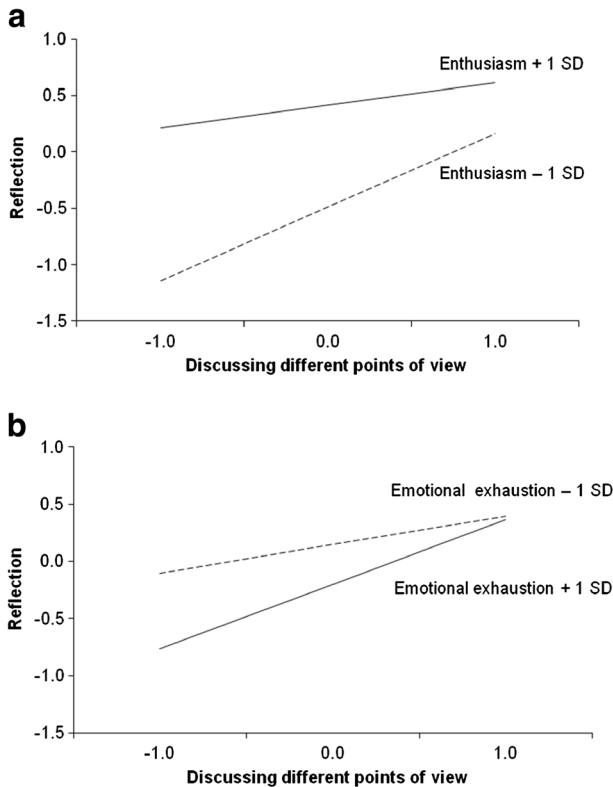 a
1.0
Enthusiasm + 1 SD
0.5
0.0
Enthusiasm – 1 SD
-0.5
-1.0
-1.5
Reflection
-1.0 0.0 1.0
Discussing different points of view
b
1.0
Emotional exhaustion – 1 SD
0.5
0.0
Emotional exhaustion + 1 SD
-0.5
-1.0
-1.5
Reflection
-1.0 0.0 1.0
Discussing different points of view